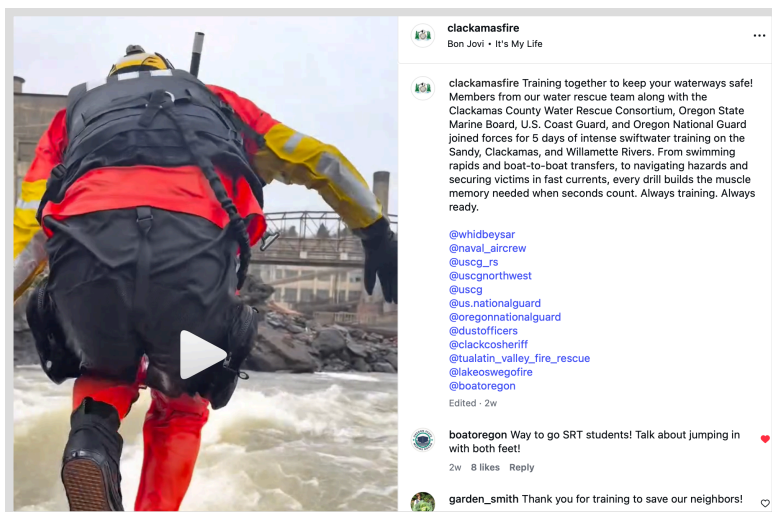 clackamasfire
Bon Jovi • It's My Life
clackamasfire Training together to keep your waterways safe!
Members from our water rescue team along with the
Clackamas County Water Rescue Consortium, Oregon State
Marine Board, U.S. Coast Guard, and Oregon National Guard
joined forces for 5 days of intense swiftwater training on the
Sandy, Clackamas, and Willamette Rivers. From swimming
rapids and boat-to-boat transfers, to navigating hazards and
securing victims in fast currents, every drill builds the muscle
memory needed when seconds count. Always training. Always
ready.
@whidbeysar
@naval_aircrew
@uscg_rs
@uscgnorthwest
@uscg
@us.nationalguard
@oregonnationalguard
@dustofficers
@clackcosheriff
@tualatin_valley_fire_rescue
@lakeoswegofire
@boatoregon
Edited · 2w
boatoregon Way to go SRT students! Talk about jumping in
with both feet!
2w 8 likes Reply
garden_smith Thank you for training to save our neighbors!